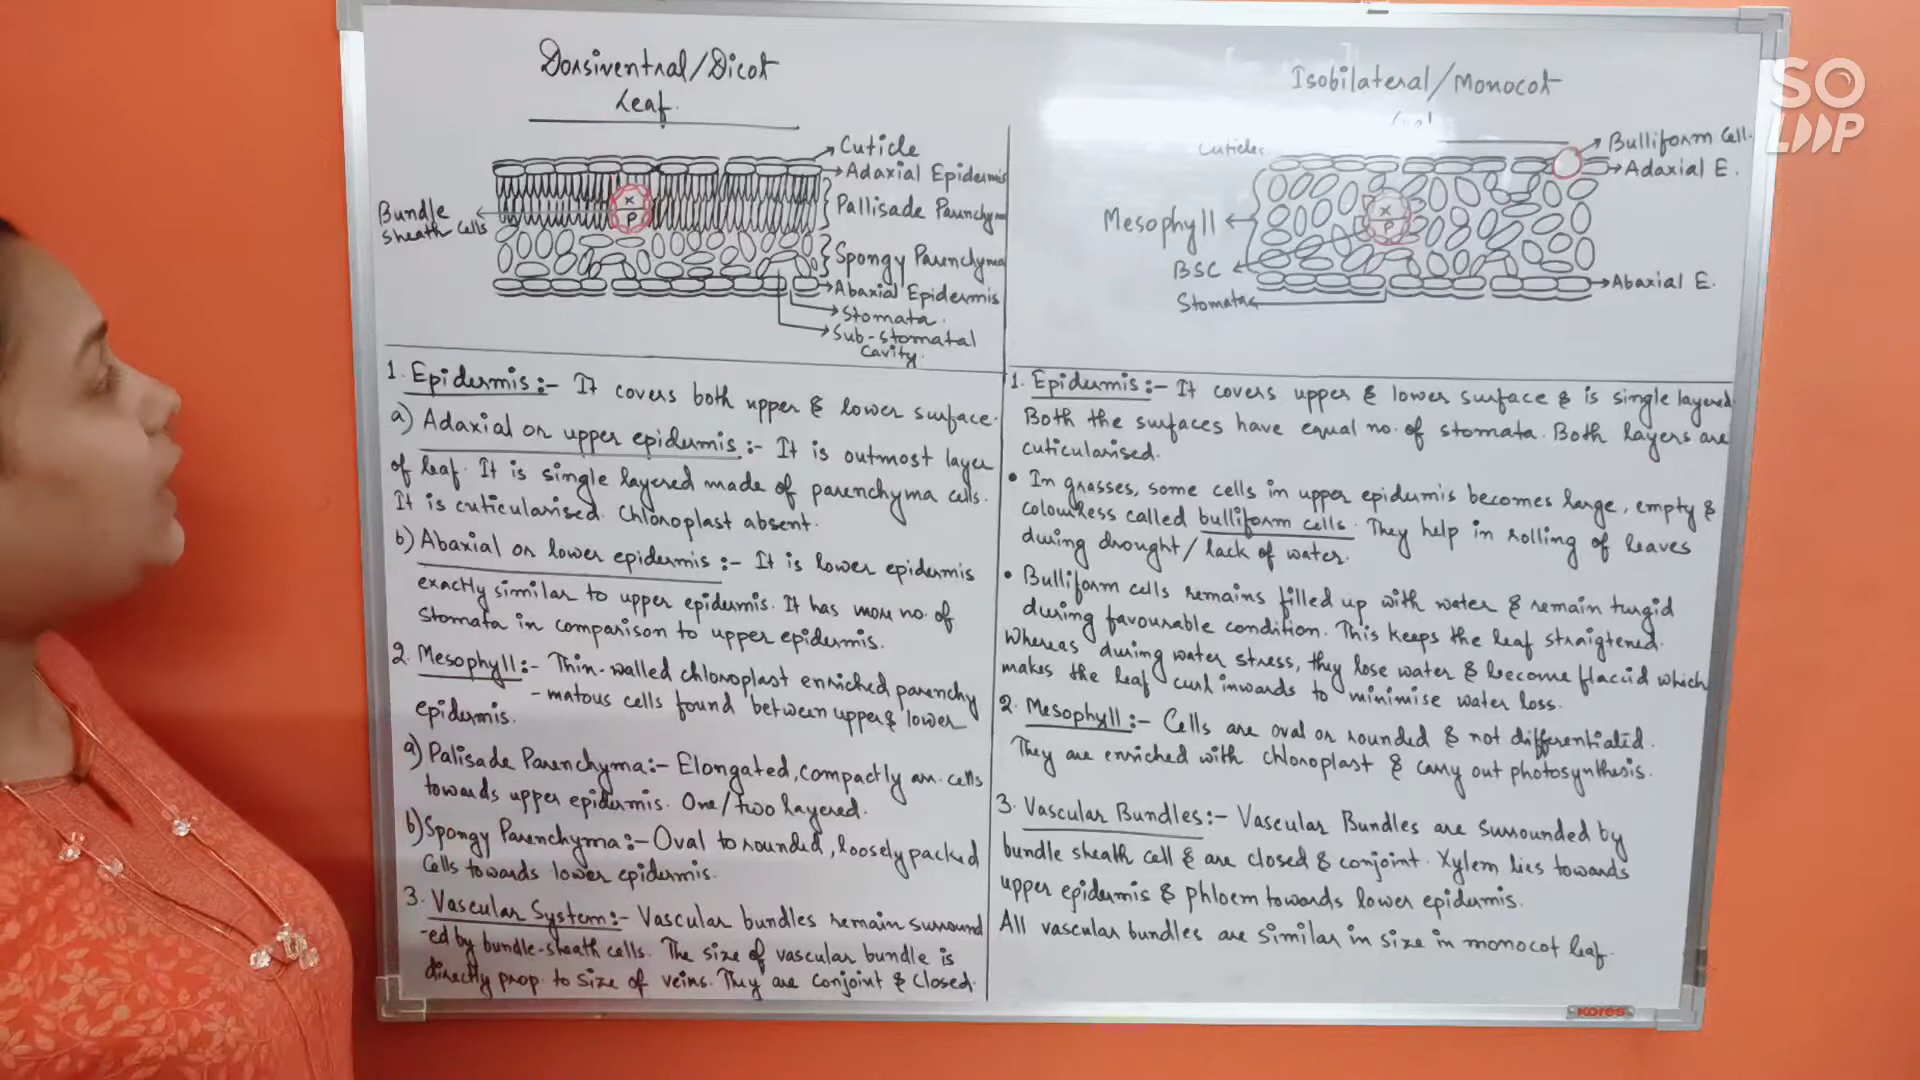 Dorsiventral/Dicot
Leaf.
Cuticle
Adaxial Epidermis
Pallisade Parenchym
Bundle
Sheath Cells
Spongy Parenchyma
Abaxial Epidermis
Stomata.
Sub-stomatal
Cavity.
x
P
1. Epidermis:- It covers both upper & lower surface.
a) Adaxial or upper epidermis:- It is outmost layer
of leaf. It is single layered made of parenchyma cells.
It is cuticularised. Chloroplast absent.
b) Abaxial or lower epidermis:- It is lower epidermis
exactly similar to upper epidermis. It has more no. of
Stomata in comparison to upper epidermis.
2. Mesophyll:- Thin-walled chloroplast enriched parenchy
-matous cells found between upper & lower
epidermis.
a) Palisade Parenchyma:- Elongated, compactly arr. cells
towards upper epidermis. One/two layered.
b) Spongy Parenchyma:- Oval to rounded, loosely packed
Cells towards lower epidermis.
3. Vascular System:- Vascular bundles remain surround
-ed by bundle-sheath cells. The size of vascular bundle is
directly prop. to size of veins. They are conjoint & closed.
Isobilateral/Monocot
Cuticle
Bulliform Cell.
Adaxial E.
Mesophyll
BSC
Stomata
Abaxial E.
x
P
1. Epidermis:- It covers upper & lower surface & is single layered
Both the surfaces have equal no. of stomata. Both layers are
cuticularised.
• In grasses, some cells in upper epidermis becomes large, empty &
colourless called bulliform cells. They help in rolling of leaves
during drought/lack of water.
• Bulliform cells remains filled up with water & remain turgid
during favourable condition. This keeps the leaf straigtened.
Whereas during water stress, they lose water & become flaccid which
makes the leaf curl inwards to minimise water loss.
2. Mesophyll:- Cells are oval or rounded & not differentiated.
They are enriched with chloroplast & carry out photosynthesis.
3. Vascular Bundles:- Vascular Bundles are surrounded by
bundle sheath cell & are closed & conjoint. Xylem lies towards
upper epidermis & phloem towards lower epidermis.
All vascular bundles are similar in size in monocot leaf.
Kores
SO
LOOP